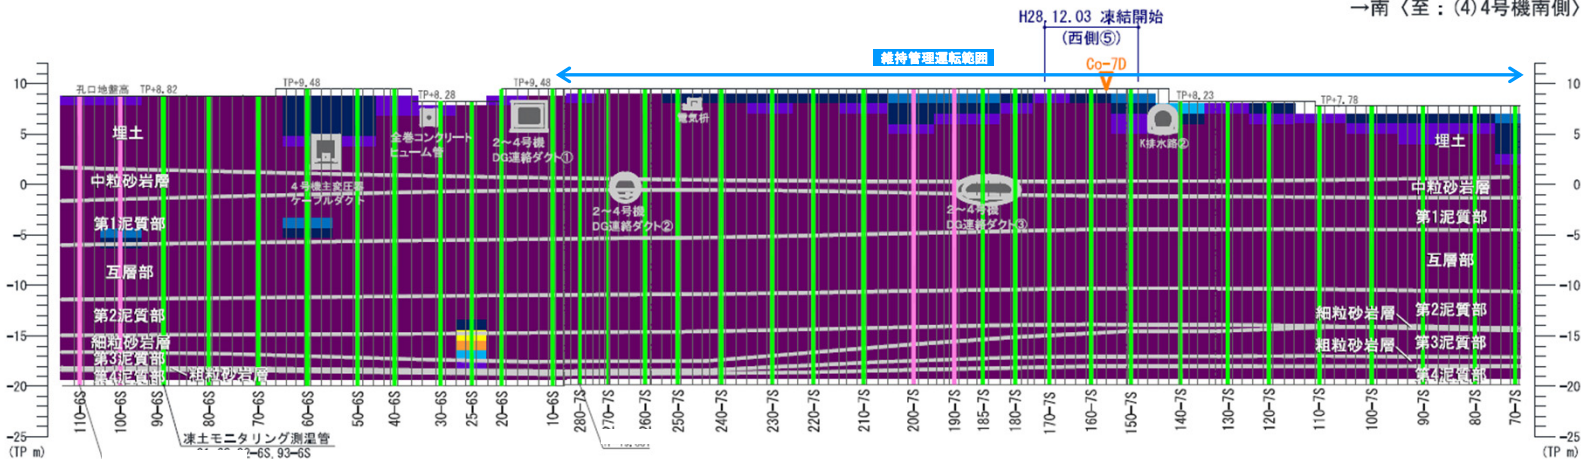 →南〈至：(4)4号機南側〉
H28.12.03 凍結開始
(西側⑤)
維持管理運転範囲
Co-7D
孔口地盤高
TP+8.82
TP+9.48
TP+8.28
TP+9.48
TP+8.23
TP+7.78
10
5
0
-5
-10
-15
-20
-25
(TP m)
埋土
中粒砂岩層
第1泥質部
互層部
第2泥質部
細粒砂岩層
第3泥質部
粗粒砂岩層
第4泥質部
4号機主変圧器
ケーブルダクト
全巻コンクリート
ヒューム管
2～4号機
DG連絡ダクト①
2～4号機
DG連絡ダクト②
電気枡
2～4号機
DG連絡ダクト③
K排水路②
埋土
中粒砂岩層
第1泥質部
互層部
第2泥質部
細粒砂岩層
第3泥質部
粗粒砂岩層
第4泥質部
10
5
0
-5
-10
-15
-20
-25
(TP m)
110-6S
100-6S
90-6S
80-6S
70-6S
60-6S
50-6S
40-6S
30-6S
25-6S
20-6S
10-6S
280-7S
270-7S
260-7S
250-7S
240-7S
230-7S
220-7S
210-7S
200-7S
190-7S
185-7S
180-7S
170-7S
160-7S
150-7S
140-7S
130-7S
120-7S
110-7S
100-7S
90-7S
80-7S
70-7S
凍土モニタリング測温管
-6S,93-6S